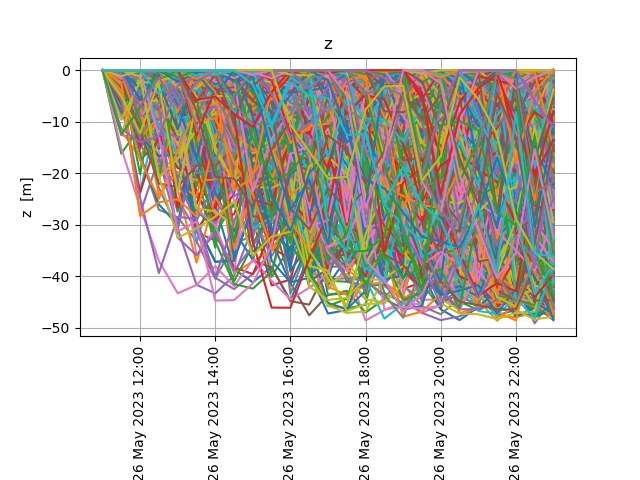 z
0
−10
−20
−30
−40
−50
z [m]
26 May 2023 12:00
26 May 2023 14:00
26 May 2023 16:00
26 May 2023 18:00
26 May 2023 20:00
26 May 2023 22:00